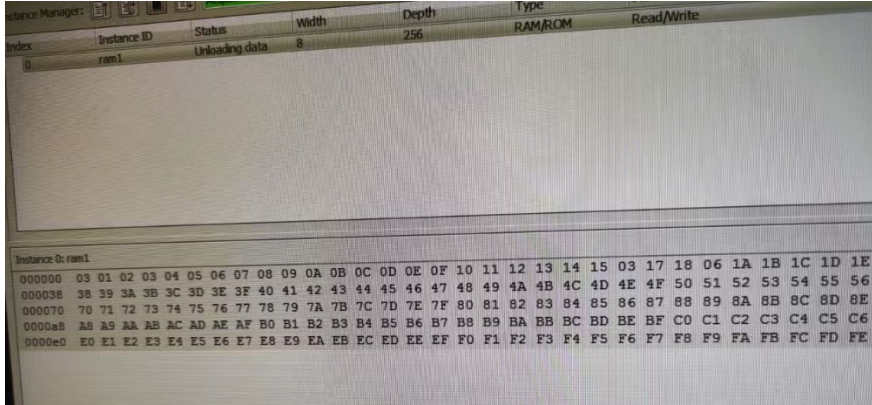 Instance Manager:
Index Instance ID Status Width Depth Type
0 ram1 Unloading data 8 256 RAM/ROM Read/Write
Instance 0: ram1
000000 03 01 02 03 04 05 06 07 08 09 0A 0B 0C 0D 0E 0F 10 11 12 13 14 15 03 17 18 06 1A 1B 1C 1D 1E
000038 38 39 3A 3B 3C 3D 3E 3F 40 41 42 43 44 45 46 47 48 49 4A 4B 4C 4D 4E 4F 50 51 52 53 54 55 56
000070 70 71 72 73 74 75 76 77 78 79 7A 7B 7C 7D 7E 7F 80 81 82 83 84 85 86 87 88 89 8A 8B 8C 8D 8E
0000a8 A8 A9 AA AB AC AD AE AF B0 B1 B2 B3 B4 B5 B6 B7 B8 B9 BA BB BC BD BE BF C0 C1 C2 C3 C4 C5 C6
0000e0 E0 E1 E2 E3 E4 E5 E6 E7 E8 E9 EA EB EC ED EE EF F0 F1 F2 F3 F4 F5 F6 F7 F8 F9 FA FB FC FD FE